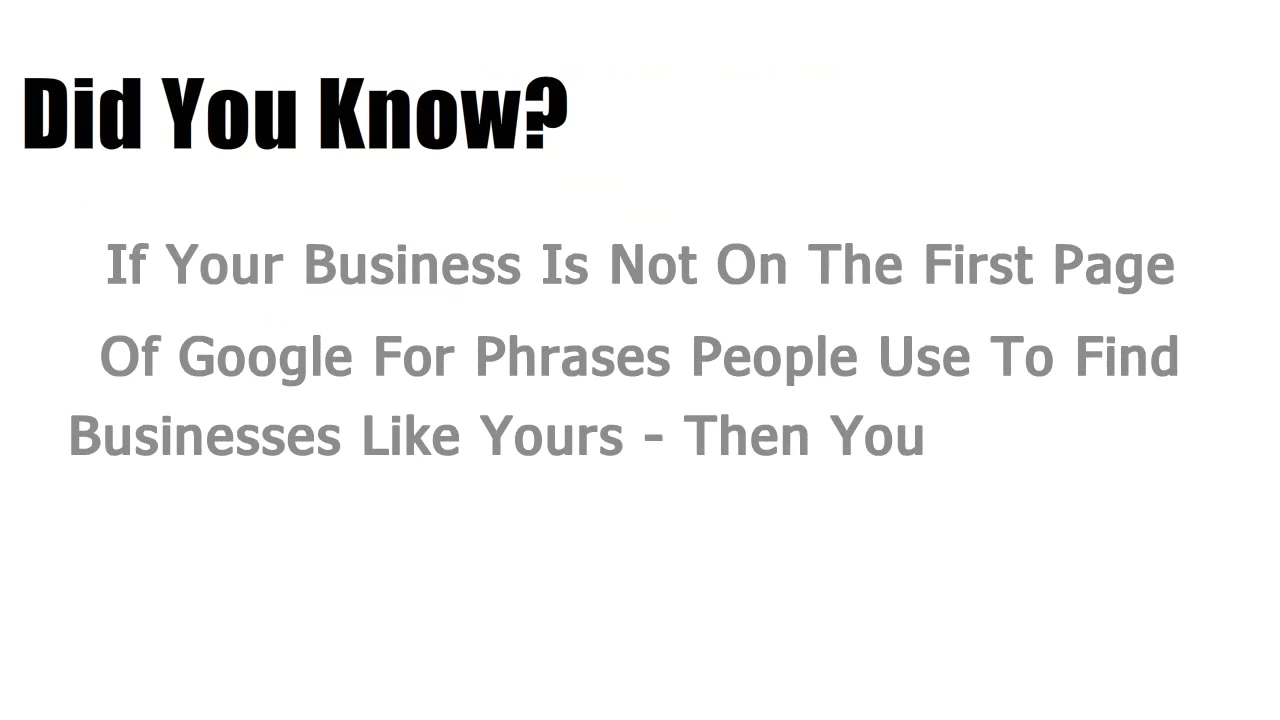 Did You Know?
If Your Business Is Not On The First Page
Of Google For Phrases People Use To Find
Businesses Like Yours - Then You